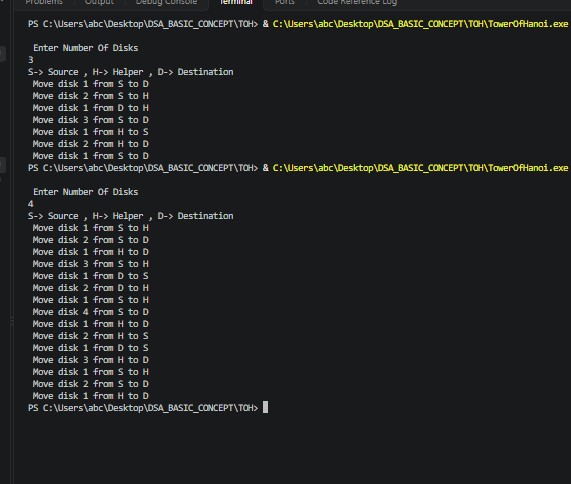 Problems Output Debug Console Terminal Ports Code Reference Log
PS C:\Users\abc\Desktop\DSA_BASIC_CONCEPT\TOH> & C:\Users\abc\Desktop\DSA_BASIC_CONCEPT\TOH\TowerOfHanoi.exe
Enter Number Of Disks
3
S-> Source , H-> Helper , D-> Destination
Move disk 1 from S to D
Move disk 2 from S to H
Move disk 1 from D to H
Move disk 3 from S to D
Move disk 1 from H to S
Move disk 2 from H to D
Move disk 1 from S to D
PS C:\Users\abc\Desktop\DSA_BASIC_CONCEPT\TOH> & C:\Users\abc\Desktop\DSA_BASIC_CONCEPT\TOH\TowerOfHanoi.exe
Enter Number Of Disks
4
S-> Source , H-> Helper , D-> Destination
Move disk 1 from S to H
Move disk 2 from S to D
Move disk 1 from H to D
Move disk 3 from S to H
Move disk 1 from D to S
Move disk 2 from D to H
Move disk 1 from S to H
Move disk 4 from S to D
Move disk 1 from H to D
Move disk 2 from H to S
Move disk 1 from D to S
Move disk 3 from H to D
Move disk 1 from S to H
Move disk 2 from S to D
Move disk 1 from H to D
PS C:\Users\abc\Desktop\DSA_BASIC_CONCEPT\TOH>